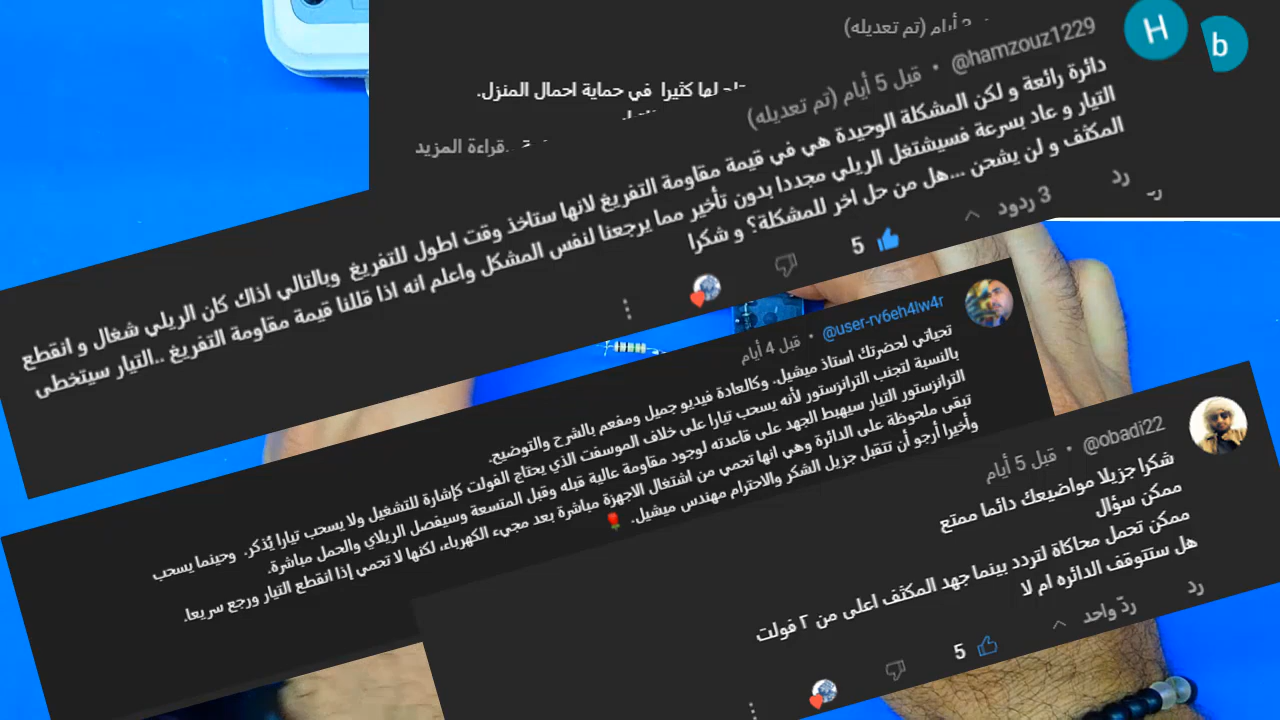 قبل 3 أيام (تم تعديله)
لها كثيرا في حماية احمال المنزل.
..قراءة المزيد
H
b
@hamzouz1229 • قبل 5 أيام (تم تعديله)
دائرة رائعة و لكن المشكلة الوحيدة هي في قيمة مقاومة التفريغ لانها ستاخذ وقت اطول للتفريغ وبالتالي اذاك كان الريلي شغال و انقطع
التيار و عاد بسرعة فسيشتغل الريلي مجددا بدون تأخير مما يرجعنا لنفس المشكل واعلم انه اذا قللنا قيمة مقاومة التفريغ ..التيار سيتخطى
المكثف و لن يشحن ...هل من حل اخر للمشكلة؟ و شكرا
رد
3 ردود
5
@user-rv6eh4lw4r • قبل 4 أيام
تحياتي لحضرتك استاذ ميشيل. وكالعادة فيديو جميل ومفعم بالشرح والتوضيح.
بالنسبة لتجنب الترانزستور لأنه يسحب تيارا على خلاف الموسفت الذي يحتاج الفولت كإشارة للتشغيل ولا يسحب تيارا يُذكر. وحينما يسحب
الترانزستور التيار سيهبط الجهد على قاعدته لوجود مقاومة عالية قبله وقبل المتسعة وسيفصل الريلاي والحمل مباشرة.
تبقى ملحوظة على الدائرة وهي انها تحمي من اشتغال الاجهزة مباشرة بعد مجيء الكهرباء، لكنها لا تحمي إذا انقطع التيار ورجع سريعا.
وأخيرا أرجو أن تتقبل جزيل الشكر والاحترام مهندس ميشيل. 🌹
@obadi22 • قبل 5 أيام
شكرا جزيلا مواضيعك دائما ممتع
ممكن سؤال
ممكن تحمل محاكاة لتردد بينما جهد المكثف اعلى من ٢ فولت
هل ستتوقف الدائره ام لا
رد
ردّ واحد
5